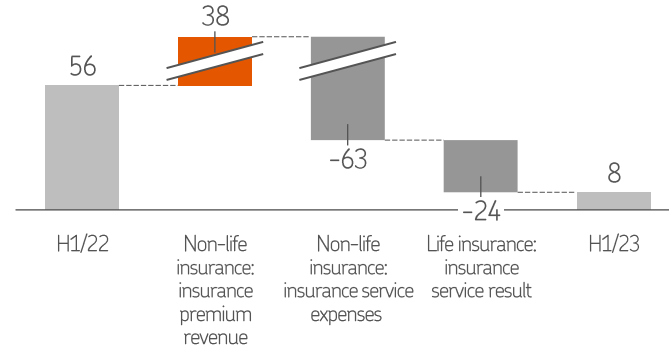 38
56
-63
-24
8
H1/22
Non-life
insurance:
insurance
premium
revenue
Non-life
insurance:
insurance service
expenses
Life insurance:
insurance
service result
H1/23